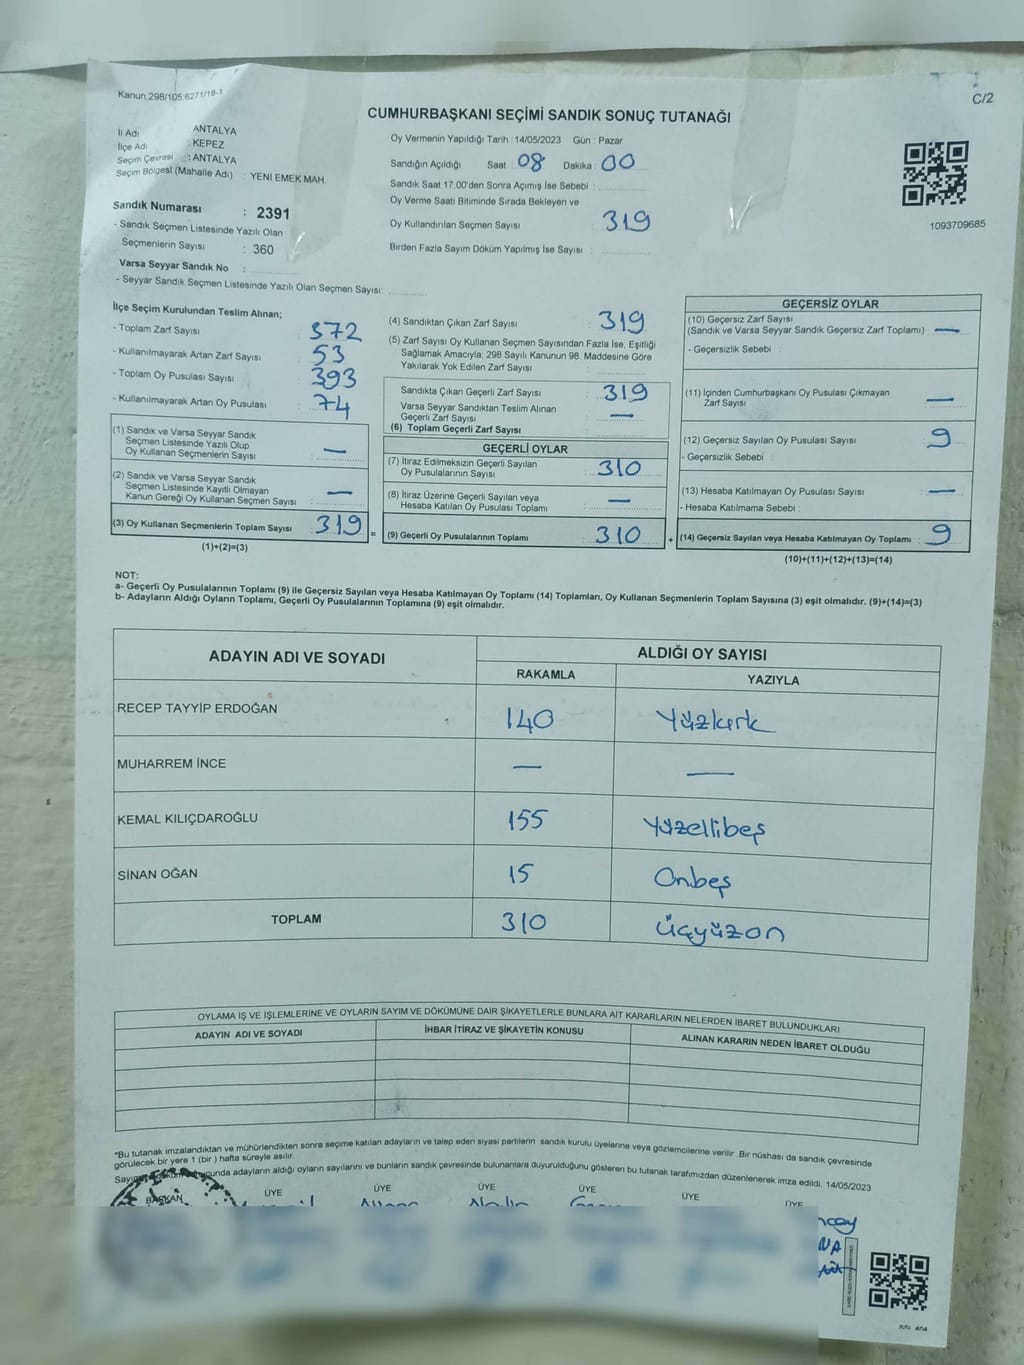 Kanun:298/105,6271/18-1
C/2
CUMHURBAŞKANI SEÇİMİ SANDIK SONUÇ TUTANAĞI
İl Adı : ANTALYA
İlçe Adı : KEPEZ
Seçim Çevresi : ANTALYA
Seçim Bölgesi (Mahalle Adı) : YENİ EMEK MAH.
Sandık Numarası : 2391
- Sandık Seçmen Listesinde Yazılı Olan
Seçmenlerin Sayısı : 360
Varsa Seyyar Sandık No :
- Seyyar Sandık Seçmen Listesinde Yazılı Olan Seçmen Sayısı:
Oy Vermenin Yapıldığı Tarih : 14/05/2023 Gün : Pazar
Sandığın Açıldığı Saat : 08 Dakika : 00
Sandık Saat 17.00'den Sonra Açımış İse Sebebi :
Oy Verme Saati Bitiminde Sırada Bekleyen ve
Oy Kullandırılan Seçmen Sayısı : 319
Birden Fazla Sayım Döküm Yapılmış İse Sayısı :
1093709685
İlçe Seçim Kurulundan Teslim Alınan;
- Toplam Zarf Sayısı : 372
- Kullanılmayarak Artan Zarf Sayısı : 53
- Toplam Oy Pusulası Sayısı : 393
- Kullanılmayarak Artan Oy Pusulası : 74
(1) Sandık ve Varsa Seyyar Sandık
Seçmen Listesinde Yazılı Olup
Oy Kullanan Seçmenlerin Sayısı : —
(2) Sandık ve Varsa Seyyar Sandık
Seçmen Listesinde Kayıtlı Olmayan
Kanun Gereği Oy Kullanan Seçmen Sayısı : —
(3) Oy Kullanan Seçmenlerin Toplam Sayısı : 319 =
(1)+(2)=(3)
(4) Sandıktan Çıkan Zarf Sayısı : 319
(5) Zarf Sayısı Oy Kullanan Seçmen Sayısından Fazla İse, Eşitliği
Sağlamak Amacıyla; 298 Sayılı Kanunun 98. Maddesine Göre
Yakılarak Yok Edilen Zarf Sayısı :
Sandıkta Çıkan Geçerli Zarf Sayısı : 319
Varsa Seyyar Sandıktan Teslim Alınan
Geçerli Zarf Sayısı : —
(6) Toplam Geçerli Zarf Sayısı :
GEÇERLİ OYLAR
(7) İtiraz Edilmeksizin Geçerli Sayılan
Oy Pusulalarının Sayısı : 310
(8) İtiraz Üzerine Geçerli Sayılan veya
Hesaba Katılan Oy Pusulası Toplamı : —
(9) Geçerli Oy Pusulalarının Toplamı : 310 +
GEÇERSİZ OYLAR
(10) Geçersiz Zarf Sayısı
(Sandık ve Varsa Seyyar Sandık Geçersiz Zarf Toplamı) : —
- Geçersizlik Sebebi :
(11) İçinden Cumhurbaşkanı Oy Pusulası Çıkmayan
Zarf Sayısı : —
(12) Geçersiz Sayılan Oy Pusulası Sayısı : 9
- Geçersizlik Sebebi :
(13) Hesaba Katılmayan Oy Pusulası Sayısı : —
- Hesaba Katılmama Sebebi :
(14) Geçersiz Sayılan veya Hesaba Katılmayan Oy Toplamı : 9
(10)+(11)+(12)+(13)=(14)
NOT:
a- Geçerli Oy Pusulalarının Toplamı (9) ile Geçersiz Sayılan veya Hesaba Katılmayan Oy Toplamı (14) Toplamları, Oy Kullanan Seçmenlerin Toplam Sayısına (3) eşit olmalıdır. (9)+(14)=(3)
b- Adayların Aldığı Oyların Toplamı, Geçerli Oy Pusulalarının Toplamına (9) eşit olmalıdır.
ADAYIN ADI VE SOYADI ALDIĞI OY SAYISI
RAKAMLA YAZIYLA
RECEP TAYYİP ERDOĞAN 140 Yüzkırk
MUHARREM İNCE — —
KEMAL KILIÇDAROĞLU 155 Yüzellibeş
SİNAN OĞAN 15 Onbeş
TOPLAM 310 Üçyüzon
OYLAMA İŞ VE İŞLEMLERİNE VE OYLARIN SAYIM VE DÖKÜMÜNE DAİR ŞİKAYETLERLE BUNLARA AİT KARARLARIN NELERDEN İBARET BULUNDUKLARI
ADAYIN ADI VE SOYADI İHBAR İTİRAZ VE ŞİKAYETİN KONUSU ALINAN KARARIN NEDEN İBARET OLDUĞU
*Bu tutanak imzalandıktan ve mühürlendikten sonra seçime katılan adayların ve talep eden siyasi partilerin sandık kurulu üyelerine veya gözlemcilerine verilir. Bir nüshası da sandık çevresinde
görülecek bir yere 1 (bir) hafta süreyle asılır.
adayların aldığı oyların sayılarını ve bunların sandık çevresinde bulunanlara duyurulduğunu gösteren bu tutanak tarafımızdan düzenlenerek imza edildi. 14/05/2023
BAŞKAN ÜYE ÜYE ÜYE ÜYE ÜYE ÜYE